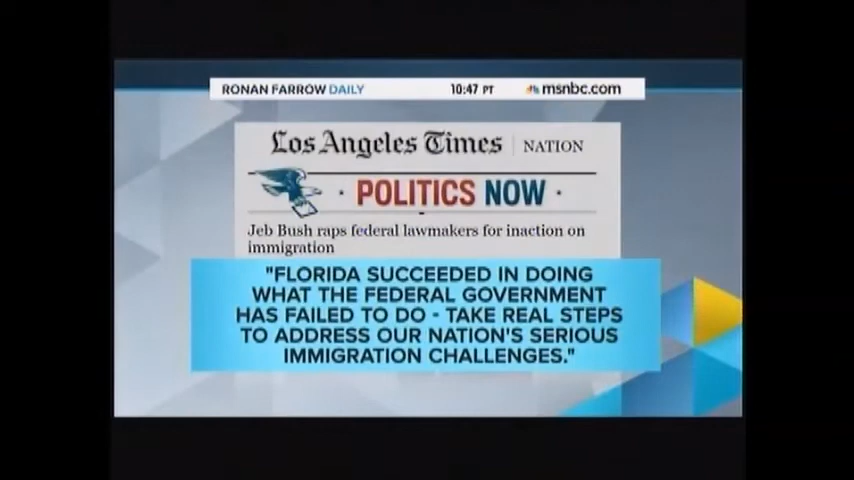 RONAN FARROW DAILY 10:47 PT msnbc.com
Los Angeles Times | NATION
· POLITICS NOW ·
Jeb Bush raps federal lawmakers for inaction on
immigration
"FLORIDA SUCCEEDED IN DOING
WHAT THE FEDERAL GOVERNMENT
HAS FAILED TO DO - TAKE REAL STEPS
TO ADDRESS OUR NATION'S SERIOUS
IMMIGRATION CHALLENGES."